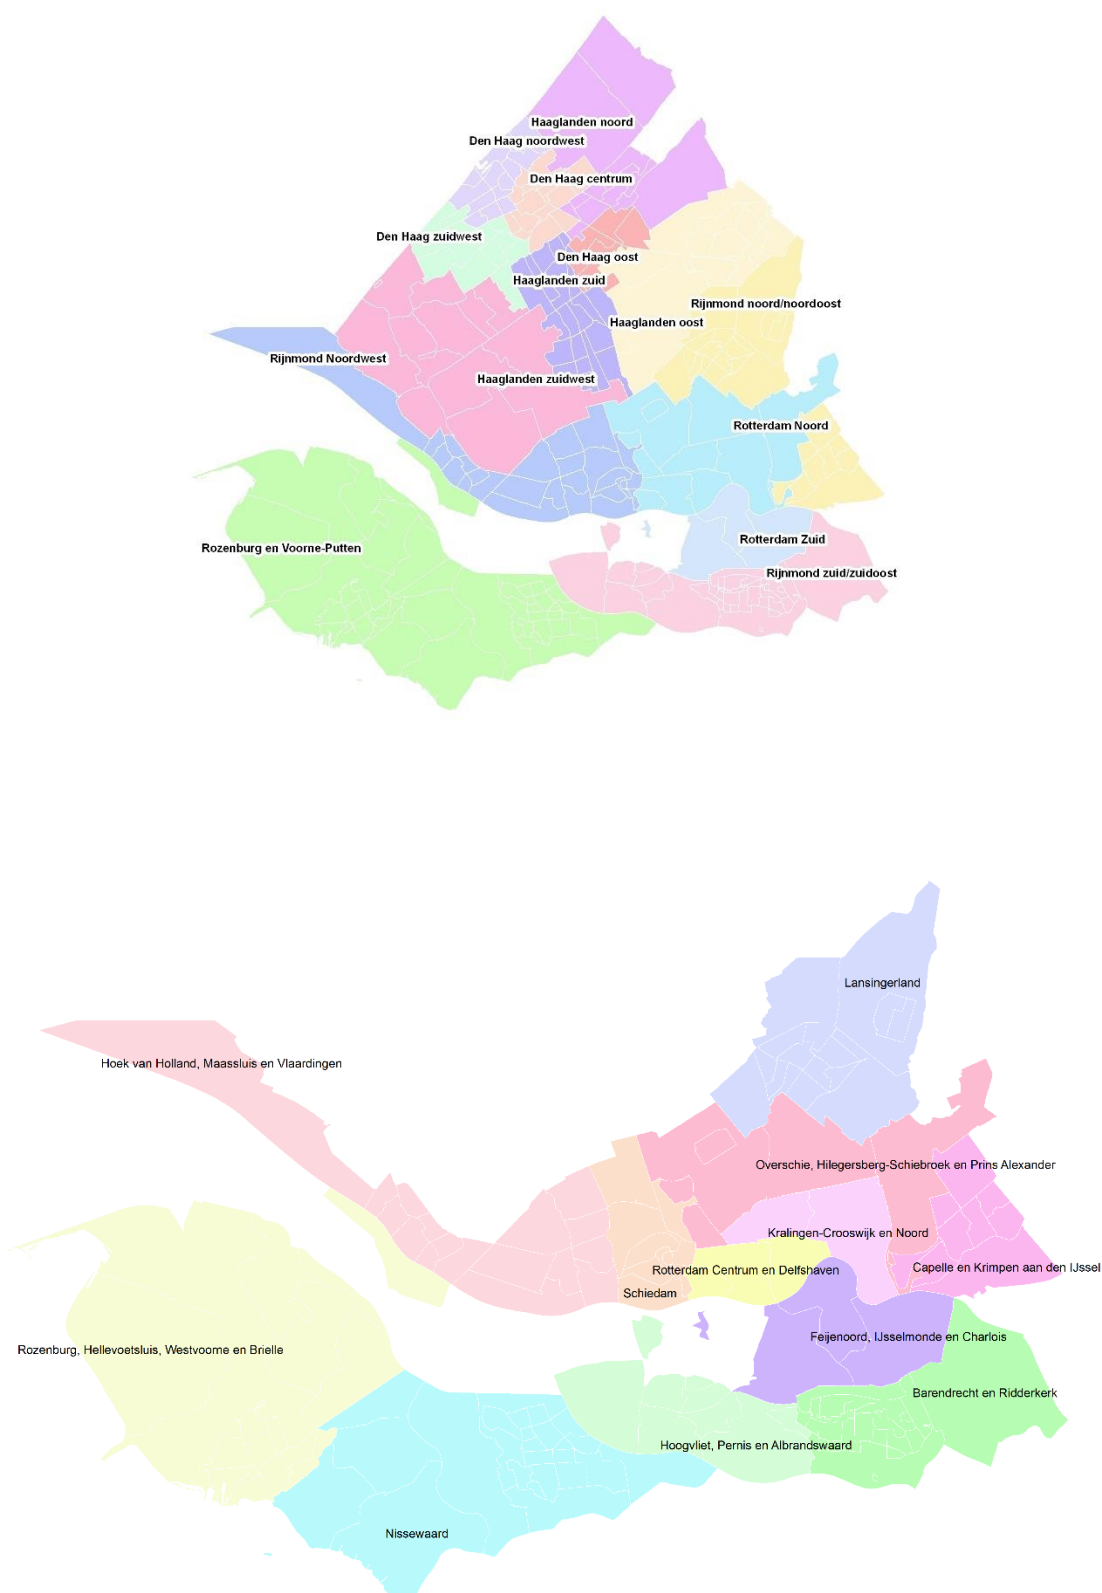 Haaglanden noord
Den Haag noordwest
Den Haag centrum
Den Haag zuidwest
Den Haag oost
Haaglanden zuid
Rijnmond noord/noordoost
Haaglanden oost
Rijnmond Noordwest
Haaglanden zuidwest
Rotterdam Noord
Rotterdam Zuid
Rozenburg en Voorne-Putten
Rijnmond zuid/zuidoost
Lansingerland
Hoek van Holland, Maassluis en Vlaardingen
Overschie, Hilegersberg-Schiebroek en Prins Alexander
Kralingen-Crooswijk en Noord
Capelle en Krimpen aan den IJssel
Rotterdam Centrum en Delfshaven
Schiedam
Feijenoord, IJsselmonde en Charlois
Rozenburg, Hellevoetsluis, Westvoorne en Brielle
Barendrecht en Ridderkerk
Hoogvliet, Pernis en Albrandswaard
Nissewaard